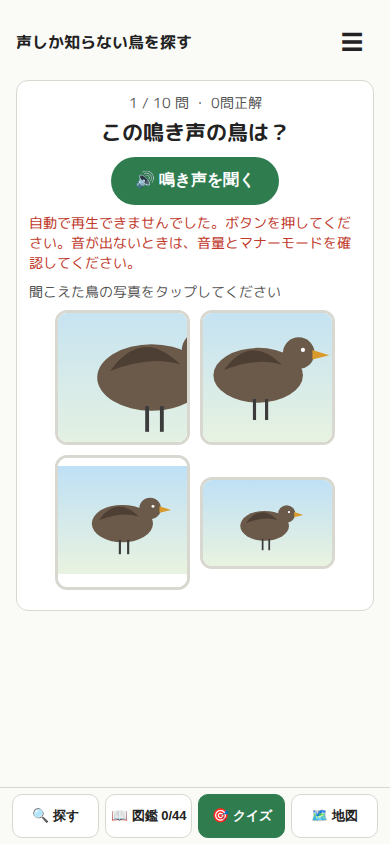 声しか知らない鳥を探す
1 / 10 問 · 0問正解
この鳴き声の鳥は？
🔊 鳴き声を聞く
自動で再生できませんでした。ボタンを押してくだ
さい。音が出ないときは、音量とマナーモードを確
認してください。
聞こえた鳥の写真をタップしてください
🔍 探す
📖 図鑑 0/44
🎯 クイズ
🗺️ 地図